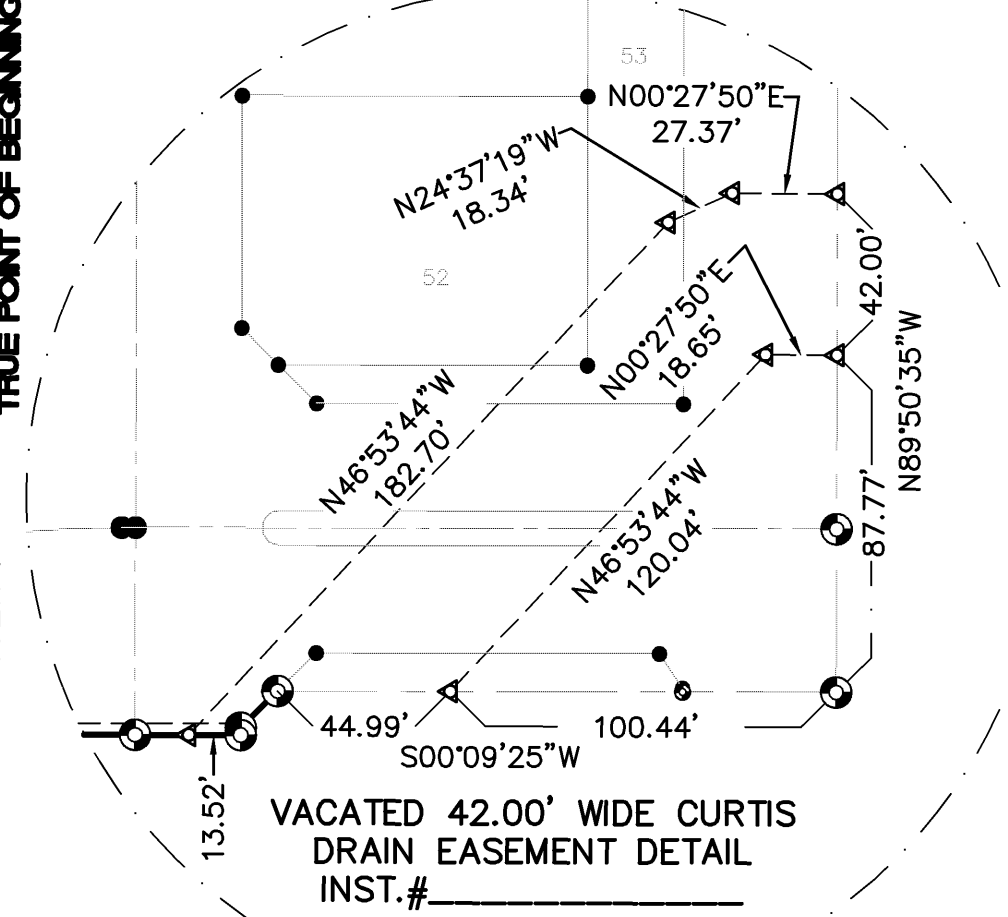 TRUE POINT OF BEGINNING
53
N00°27'50"E
27.37'
N24°37'19"W
18.34'
52
42.00'
N00°27'50"E
18.65'
N89°50'35"W
N46°53'44"W
182.70'
87.77'
N46°53'44"W
120.04'
44.99'
100.44'
S00°09'25"W
13.52'
VACATED 42.00' WIDE CURTIS
DRAIN EASEMENT DETAIL
INST.#______________